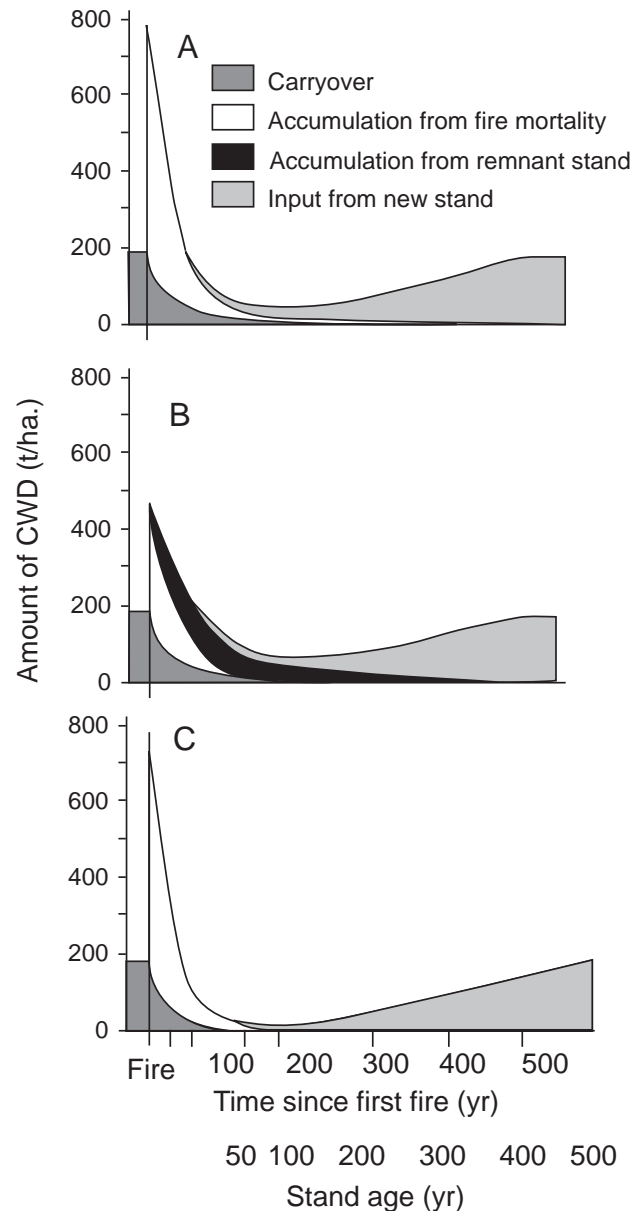 800
600
400
200
0
A
Carryover
Accumulation from fire mortality
Accumulation from remnant stand
Input from new stand
Amount of CWD (t/ha.)
800
600
400
200
0
B
800
600
400
200
0
C
Fire
100 200 300 400 500
Time since first fire (yr)
50 100 200 300 400 500
Stand age (yr)